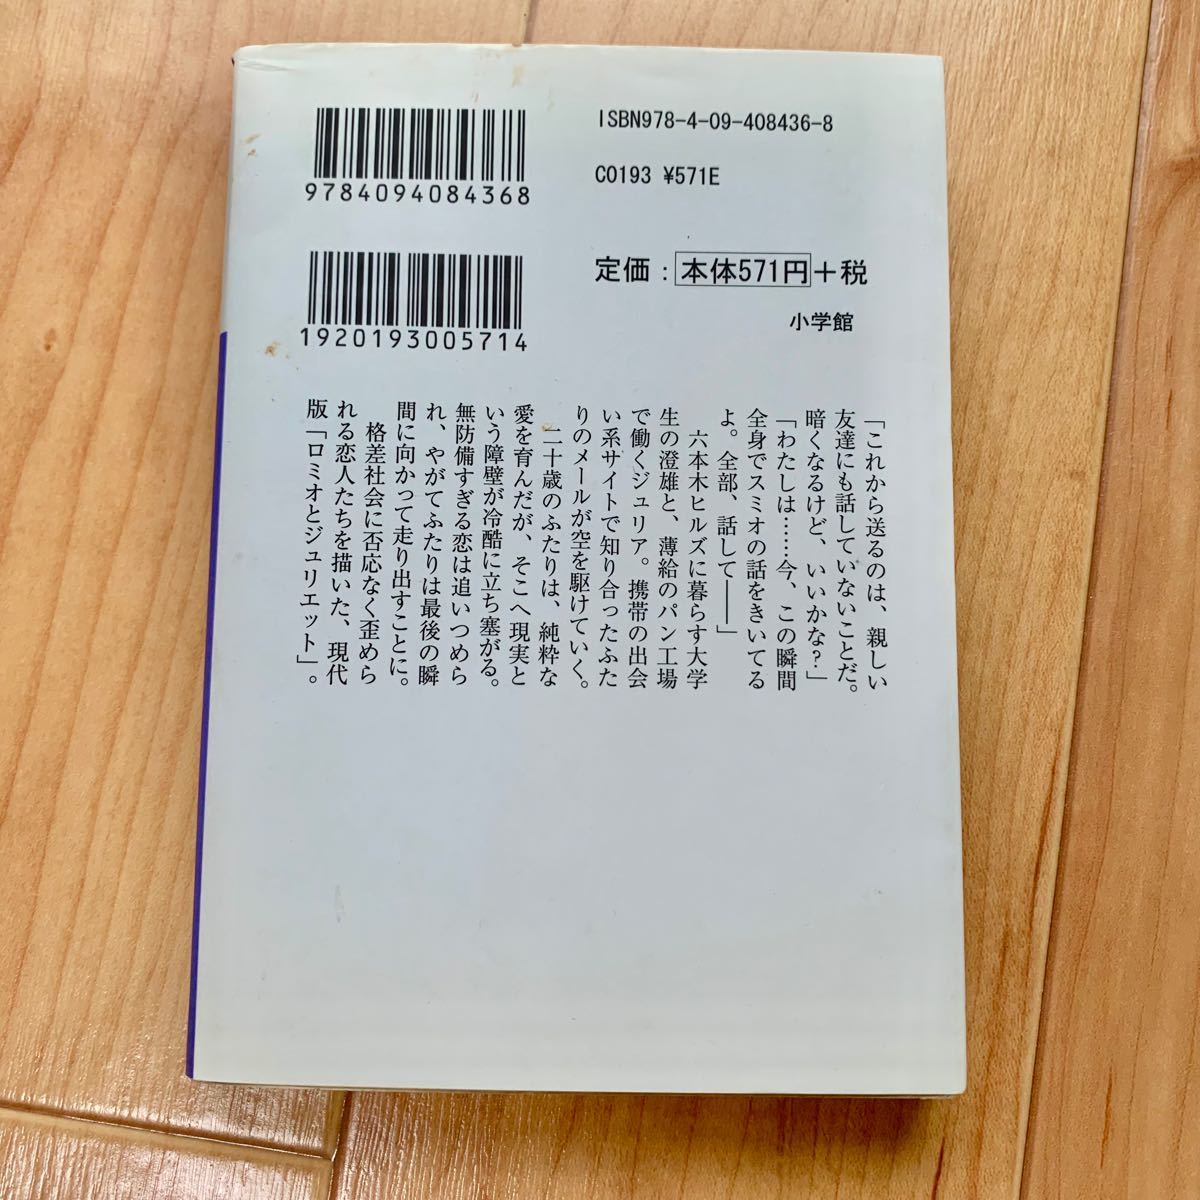 9784094084368
ISBN978-4-09-408436-8
C0193 ¥571E
1920193005714
定価：本体571円＋税
小学館
「これから送るのは、親しい
友達にも話していないことだ。
暗くなるけど、いいかな？」
「わたしは……今、この瞬間
全身でスミオの話をきいてる
よ。全部、話して――」
六本木ヒルズに暮らす大学
生の澄雄と、薄給のパン工場
で働くジュリア。携帯の出会
い系サイトで知り合ったふた
りのメールが空を駆けていく。
二十歳のふたりは、純粋な
愛を育んだが、そこへ現実と
いう障壁が冷酷に立ち塞がる。
無防備すぎる恋は追いつめら
れ、やがてふたりは最後の瞬
間に向かって走り出すことに。
格差社会に否応なく歪めら
れる恋人たちを描いた、現代
版「ロミオとジュリエット」。